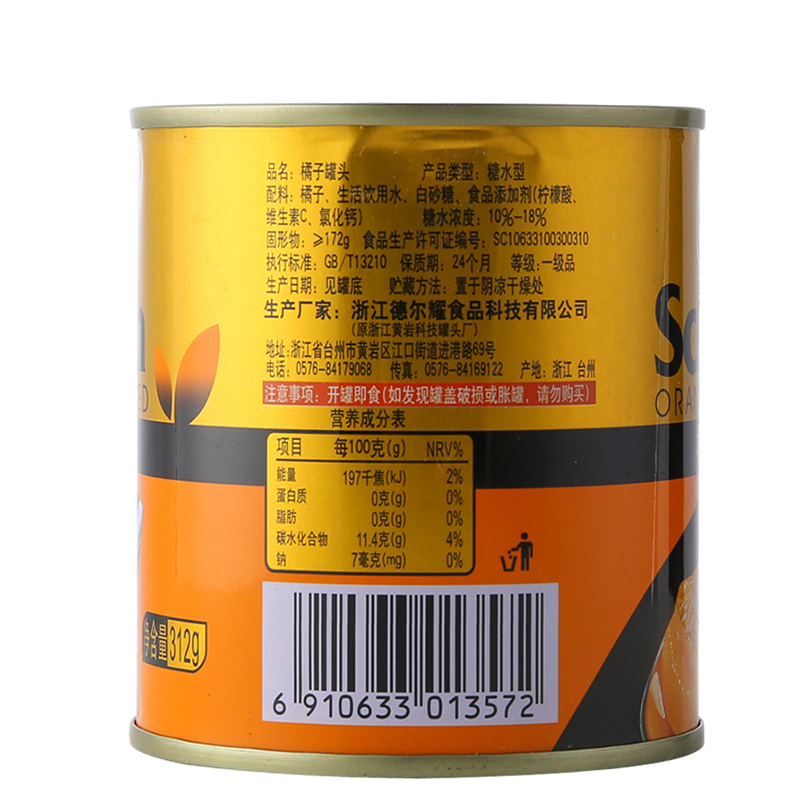 品名：橘子罐头 产品类型：糖水型
配料：橘子、生活饮用水、白砂糖、食品添加剂(柠檬酸、
维生素C、氯化钙) 糖水浓度：10%-18%
固形物：≥172g 食品生产许可证编号：SC10633100300310
执行标准：GB/T13210 保质期：24个月 等级：一级品
生产日期：见罐底 贮藏方法：置于阴凉干燥处
生产厂家：浙江德尔耀食品科技有限公司
(原浙江黄岩科技罐头厂)
地址:浙江省台州市黄岩区江口街道进港路69号
电话：0576-84179068 传真：0576-84169122 产地：浙江 台州
注意事项：开罐即食(如发现罐盖破损或胀罐，请勿购买)
营养成分表
项目 每100克(g) NRV%
能量 197千焦(kJ) 2%
蛋白质 0克(g) 0%
脂肪 0克(g) 0%
碳水化合物 11.4克(g) 4%
钠 7毫克(mg) 0%
含量 312g
6 910633 013572